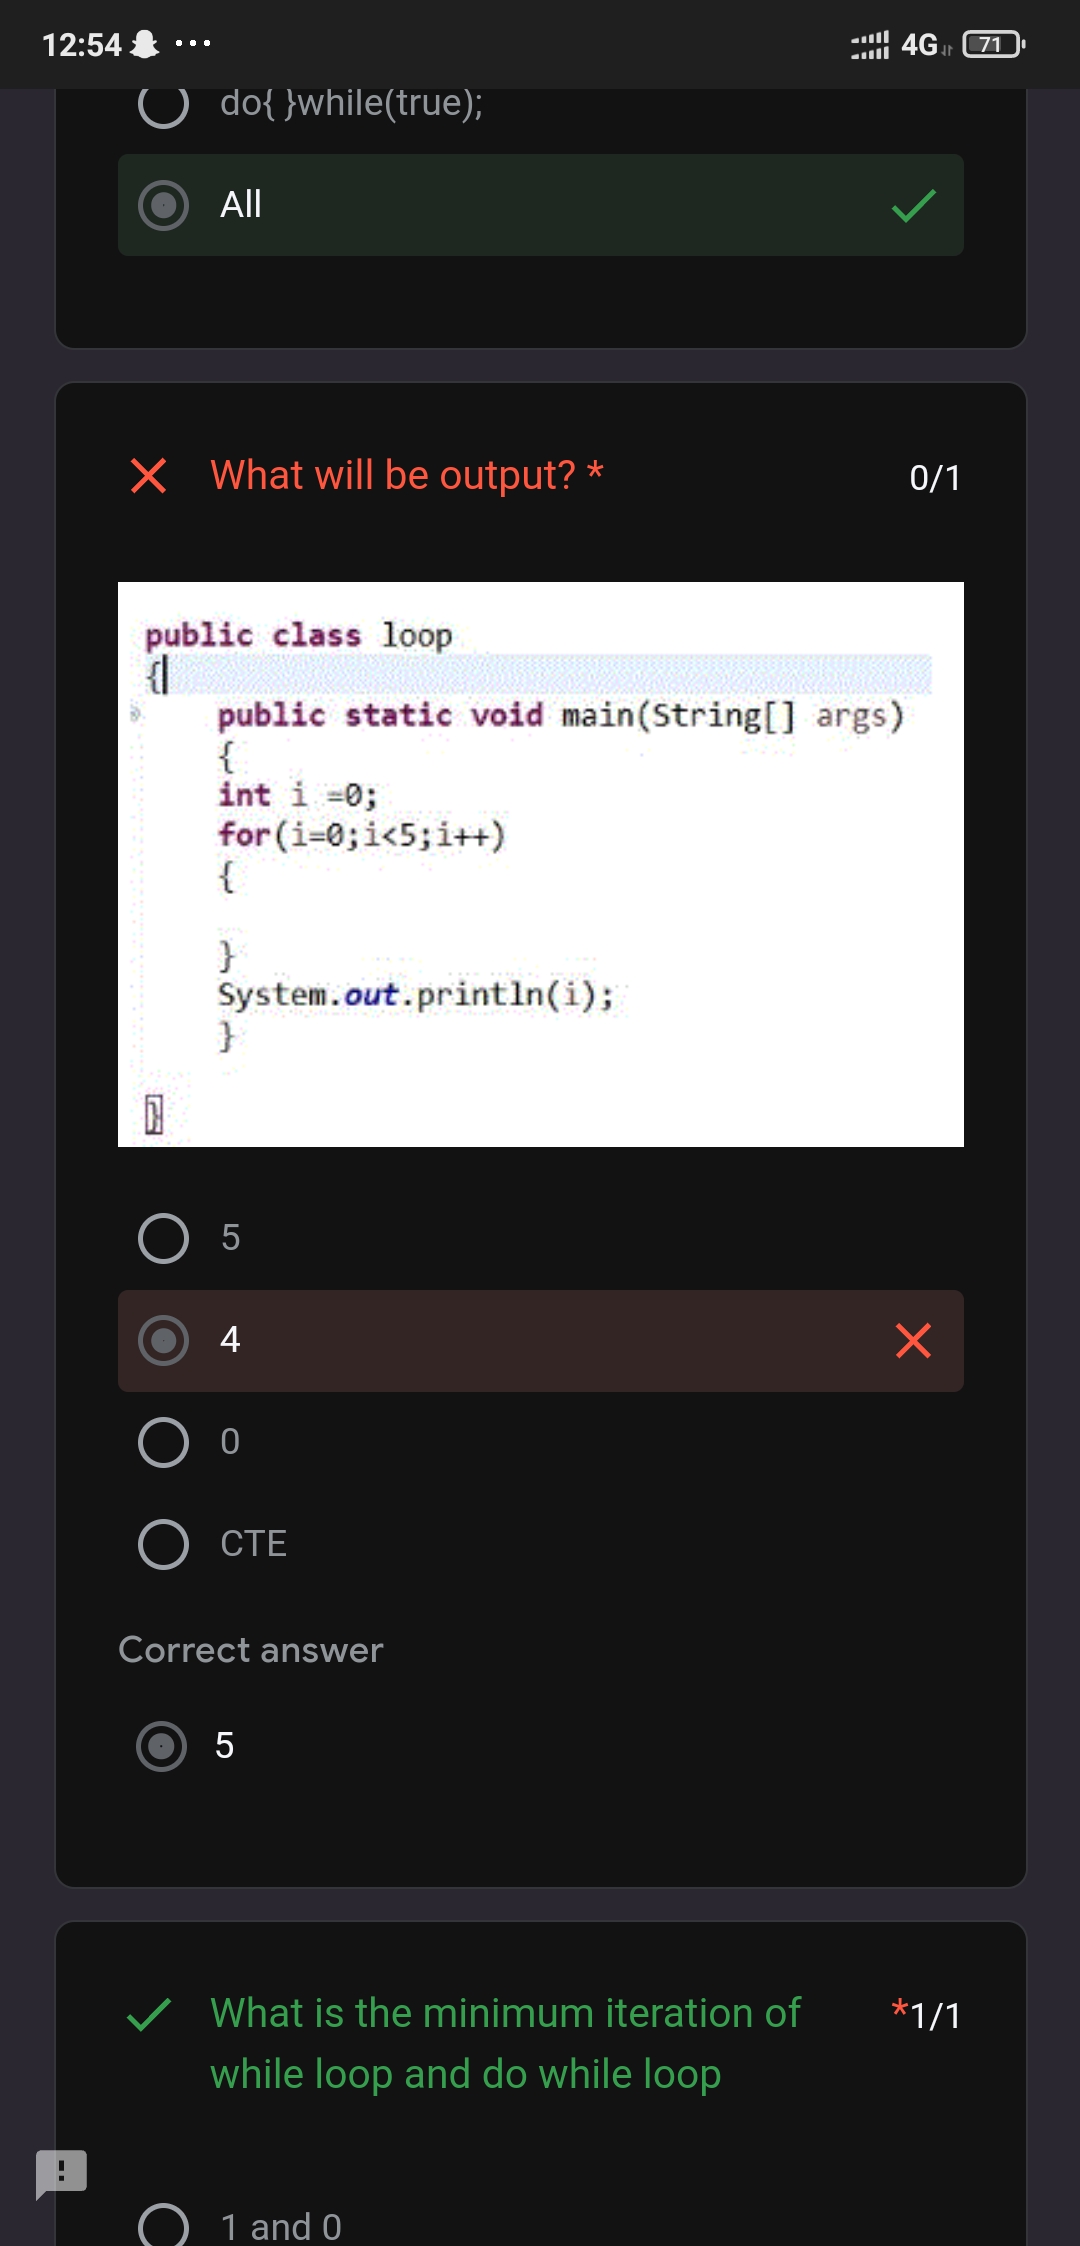 12:54
4G
71
do{ }while(true);
All
What will be output? *
0/1
public class loop
{
public static void main(String[] args)
{
int i =0;
for(i=0;i<5;i++)
{
}
System.out.println(i);
}
}
5
4
0
CTE
Correct answer
5
What is the minimum iteration of
*1/1
while loop and do while loop
1 and 0